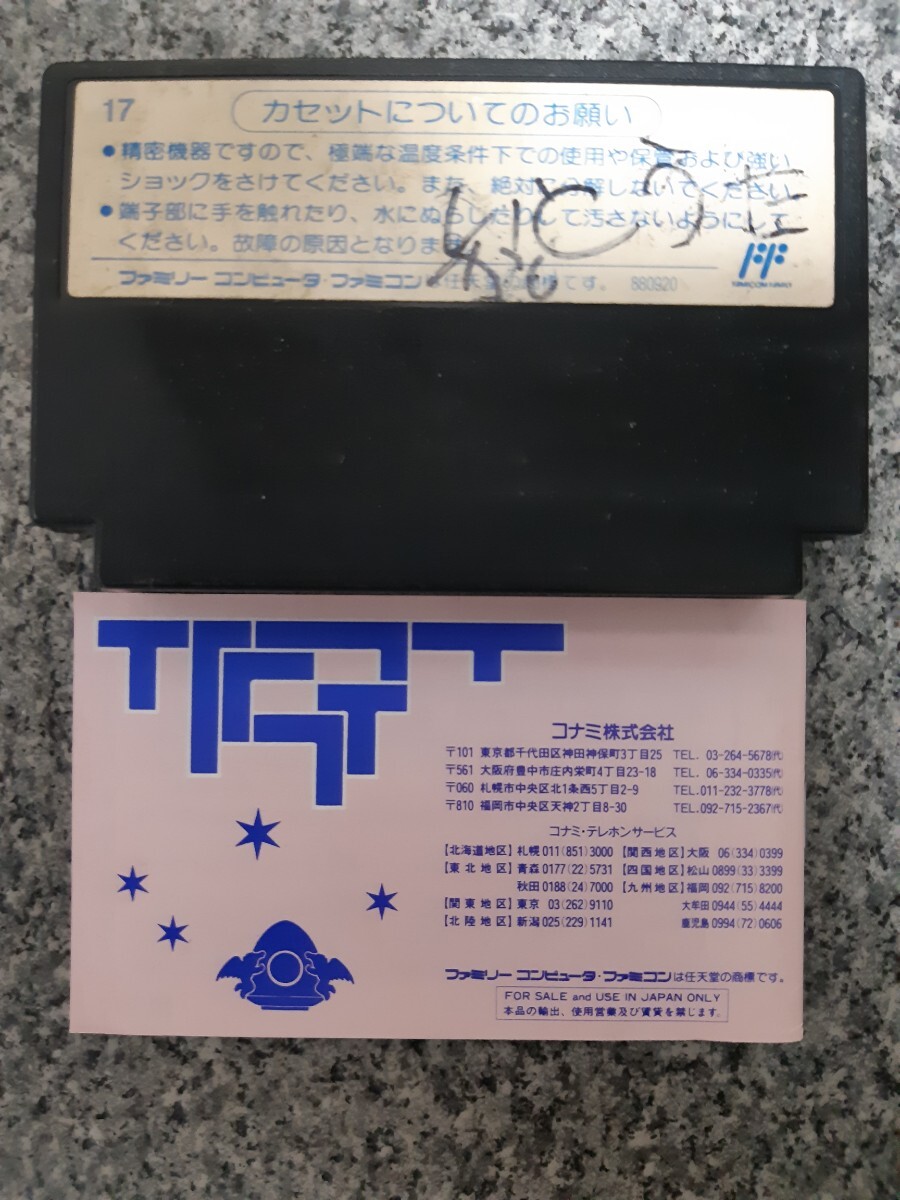 17
カセットについてのお願い
●精密機器ですので、極端な温度条件下での使用や保管および強い
ショックをさけてください。また、絶対に分解しないでください。
●端子部に手を触れたり、水にぬらしたりして汚さないようにして
ください。故障の原因となります。
ファミリー コンピュータ・ファミコンは任天堂の商標です。 880920
コナミ株式会社
〒101 東京都千代田区神田神保町3丁目25 TEL. 03-264-5678㈹
〒561 大阪府豊中市庄内栄町4丁目23-18 TEL. 06-334-0335㈹
〒060 札幌市中央区北1条西5丁目2-9 TEL.011-232-3778㈹
〒810 福岡市中央区天神2丁目8-30 TEL.092-715-2367㈹
コナミ・テレホンサービス
【北海道地区】札幌 011(851)3000 【関西地区】大阪 06(334)0399
【東北地区】青森 0177(22)5731 【四国地区】松山 0899(33)3399
秋田 0188(24)7000 【九州地区】福岡 092(715)8200
【関東地区】東京 03(262)9110 大牟田 0944(55)4444
【北陸地区】新潟 025(229)1141 鹿児島 0994(72)0606
ファミリー コンピュータ・ファミコンは任天堂の商標です。
FOR SALE and USE IN JAPAN ONLY
本品の輸出、使用営業及び賃貸を禁じます。